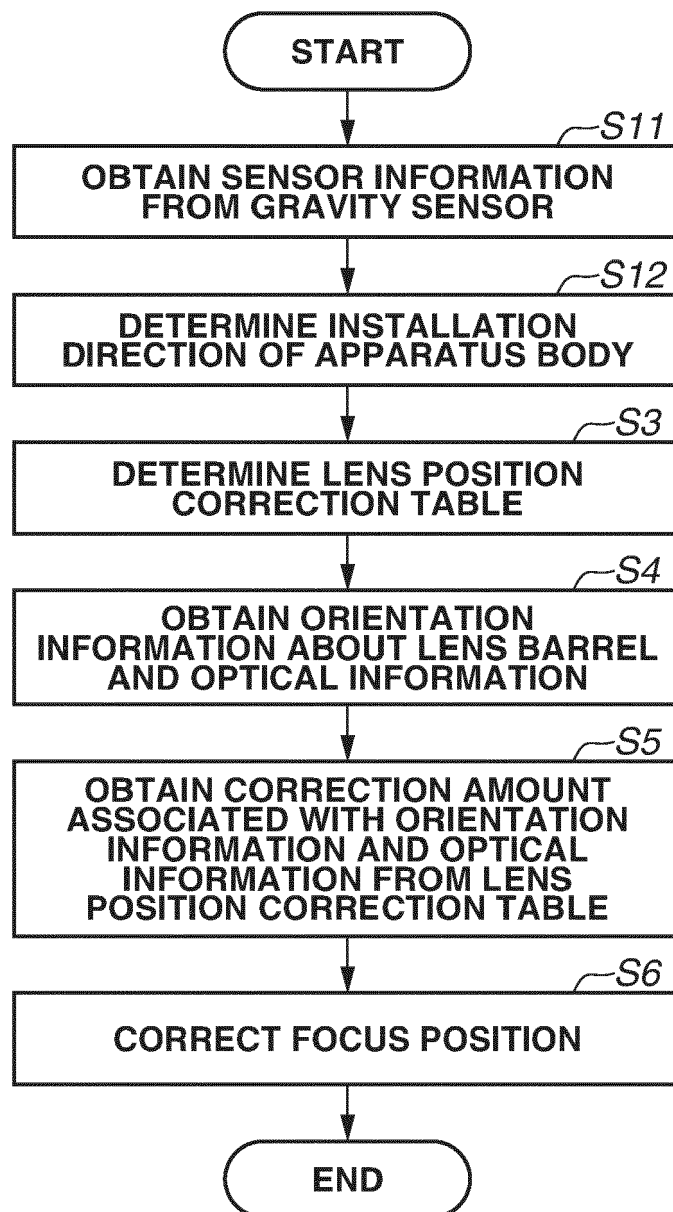 START
S11
OBTAIN SENSOR INFORMATION
FROM GRAVITY SENSOR
S12
DETERMINE INSTALLATION
DIRECTION OF APPARATUS BODY
S3
DETERMINE LENS POSITION
CORRECTION TABLE
S4
OBTAIN ORIENTATION
INFORMATION ABOUT LENS BARREL
AND OPTICAL INFORMATION
S5
OBTAIN CORRECTION AMOUNT
ASSOCIATED WITH ORIENTATION
INFORMATION AND OPTICAL
INFORMATION FROM LENS
POSITION CORRECTION TABLE
S6
CORRECT FOCUS POSITION
END